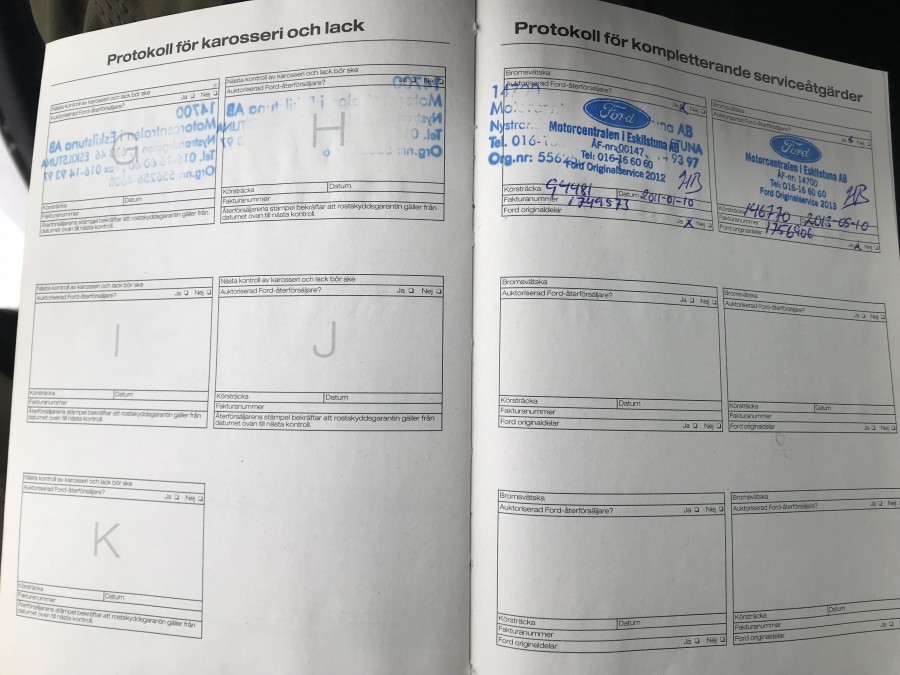 Protokoll för karosseri och lack
Nästa kontroll av karosseri och lack bör ske
Auktoriserad Ford-återförsäljare?
Ja Nej
G
Körsträcka Datum
Fakturanummer
Återförsäljarens stämpel bekräftar att rostskyddsgarantin gäller från
datumet ovan till nästa kontroll.
Nästa kontroll av karosseri och lack bör ske
Auktoriserad Ford-återförsäljare?
H
Körsträcka Datum
Fakturanummer
Återförsäljarens stämpel bekräftar att rostskyddsgarantin gäller från
datumet ovan till nästa kontroll.
Nästa kontroll av karosseri och lack bör ske
Auktoriserad Ford-återförsäljare?
Ja Nej
I
Körsträcka Datum
Fakturanummer
Återförsäljarens stämpel bekräftar att rostskyddsgarantin gäller från
datumet ovan till nästa kontroll.
Nästa kontroll av karosseri och lack bör ske
Auktoriserad Ford-återförsäljare? Ja Nej
J
Körsträcka Datum
Fakturanummer
Återförsäljarens stämpel bekräftar att rostskyddsgarantin gäller från
datumet ovan till nästa kontroll.
Nästa kontroll av karosseri och lack bör ske
Auktoriserad Ford-återförsäljare?
Ja Nej
K
Körsträcka Datum
Fakturanummer
Återförsäljarens stämpel bekräftar att rostskyddsgarantin gäller från
datumet ovan till nästa kontroll.
Protokoll för kompletterande serviceåtgärder
Bromsvätska
Auktoriserad Ford-återförsäljare?
Ja Nej
Ford
Motorcentralen i Eskilstuna AB
ÅF-nr: 00147
Tel: 016-16 60 60
Ford Originalservice 2012
Körsträcka 94481 Datum 2011-01-10
Fakturanummer 1749573
Ford originaldelar Ja Nej
Bromsvätska
Auktoriserad Ford-återförsäljare?
Ja Nej
Ford
Motorcentralen i Eskilstuna AB
ÅF-nr: 14700
Tel: 016-16 60 60
Ford Originalservice 2013
Körsträcka 146770 2013-05-10
Fakturanummer 1756906
Ford originaldelar Ja Nej
Bromsvätska
Auktoriserad Ford-återförsäljare? Ja Nej
Körsträcka Datum
Fakturanummer
Ford originaldelar Ja Nej
Bromsvätska
Auktoriserad Ford-återförsäljare?
Ja Nej
Körsträcka Datum
Fakturanummer
Ford originaldelar Ja Nej
Bromsvätska
Auktoriserad Ford-återförsäljare? Ja Nej
Körsträcka Datum
Fakturanummer
Ford originaldelar Ja Nej
Bromsvätska
Auktoriserad Ford-återförsäljare? Ja Nej
Körsträcka Datum
Fakturanummer
Ford originaldelar Ja Nej